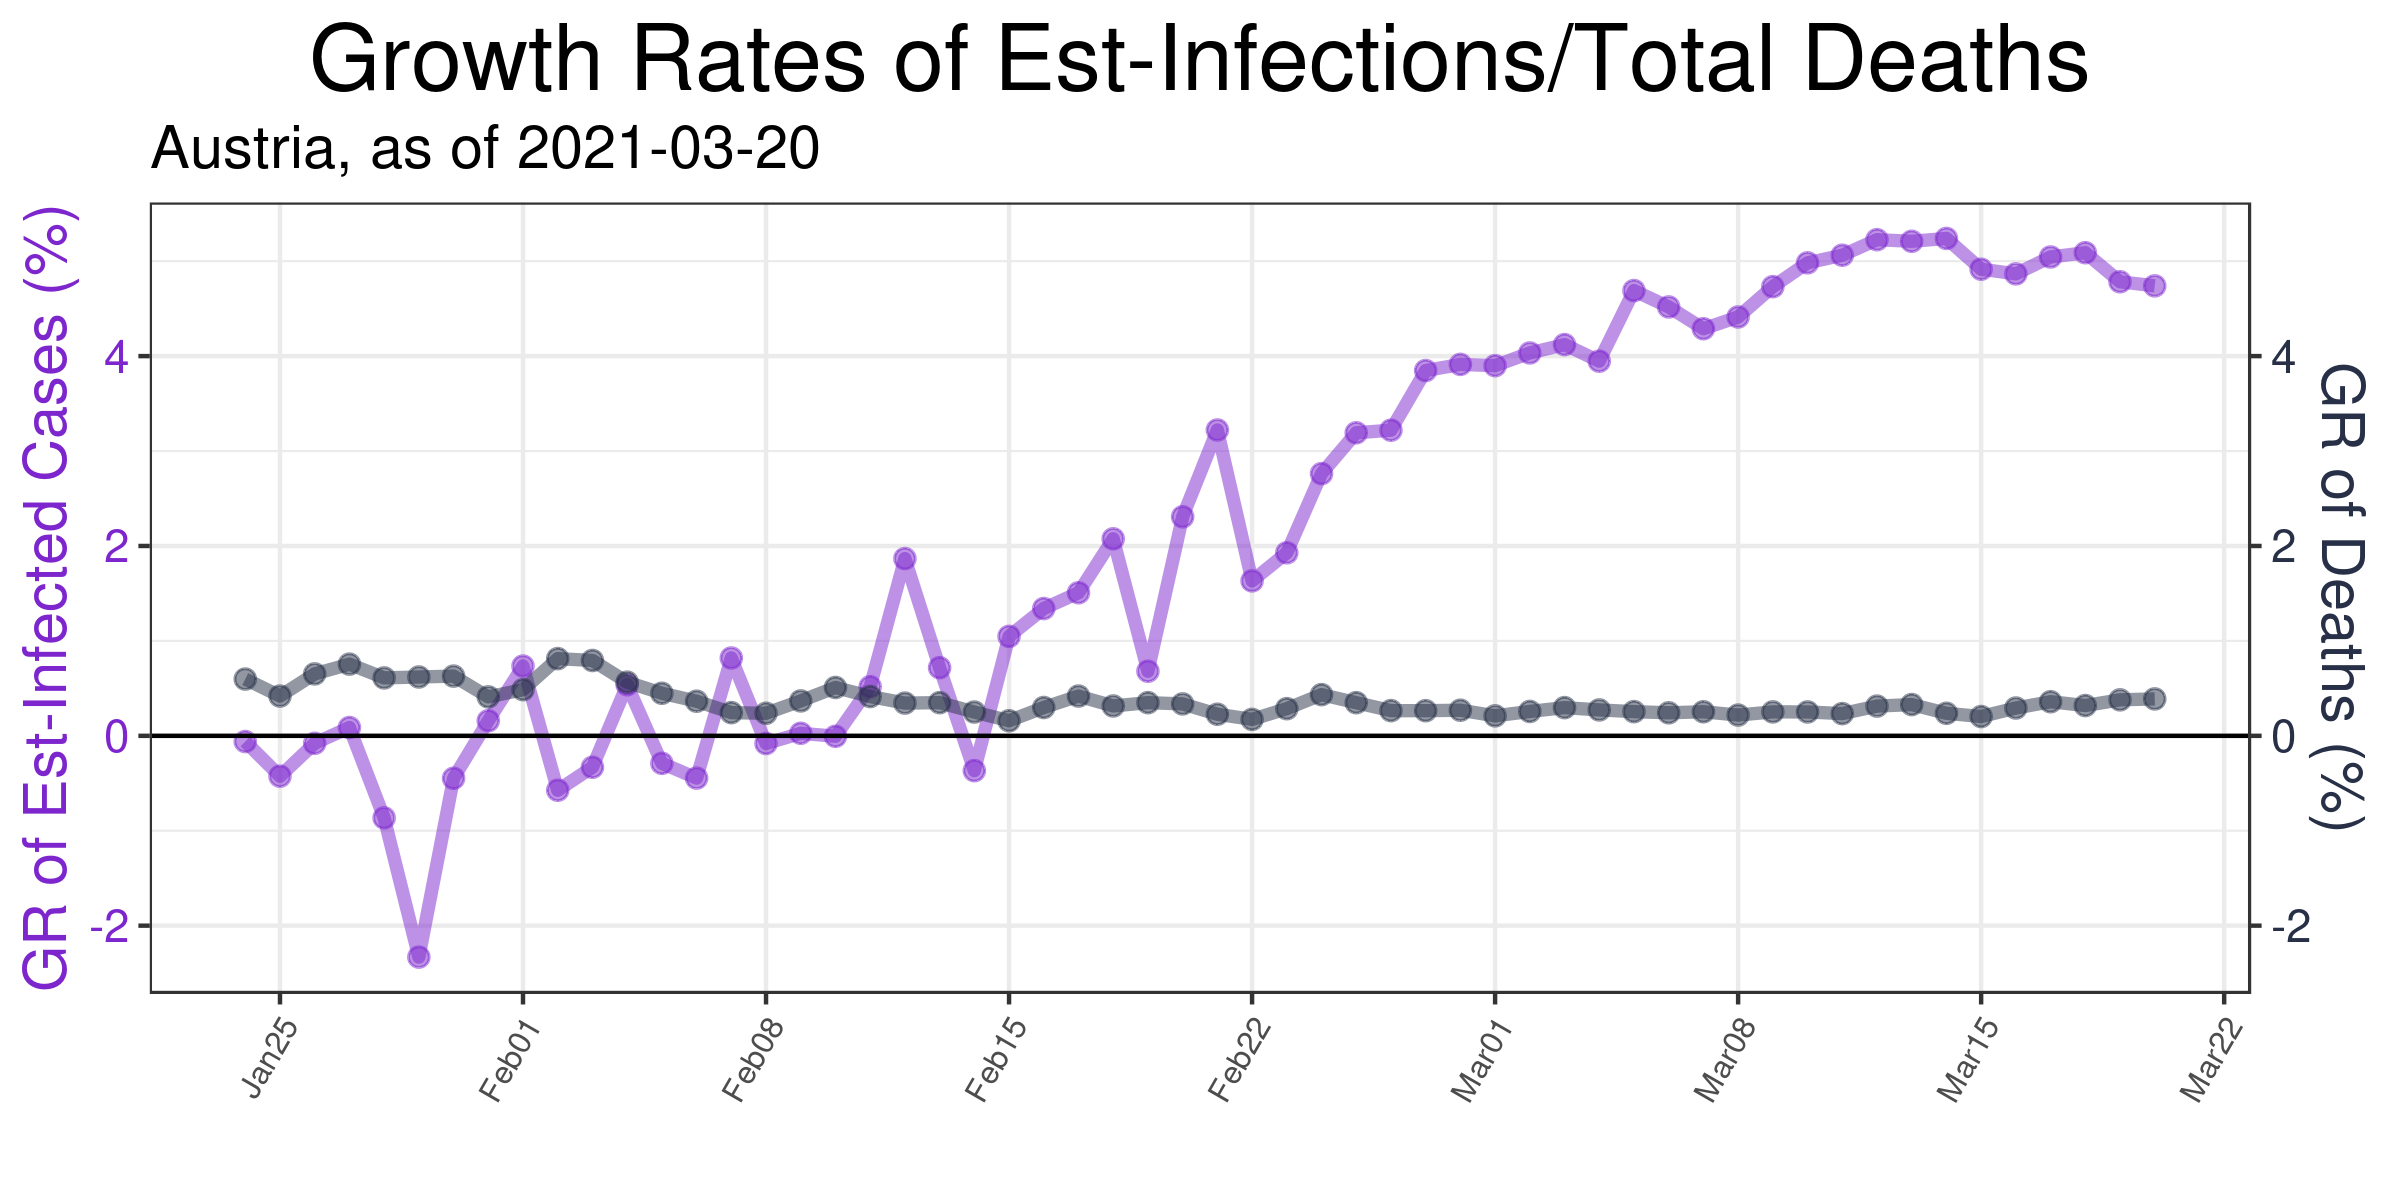 Growth Rates of Est-Infections/Total Deaths
Austria, as of 2021-03-20
GR of Est-Infected Cases (%)
4
2
0
-2
4
2
0
-2
GR of Deaths (%)
Jan25
Feb01
Feb08
Feb15
Feb22
Mar01
Mar08
Mar15
Mar22